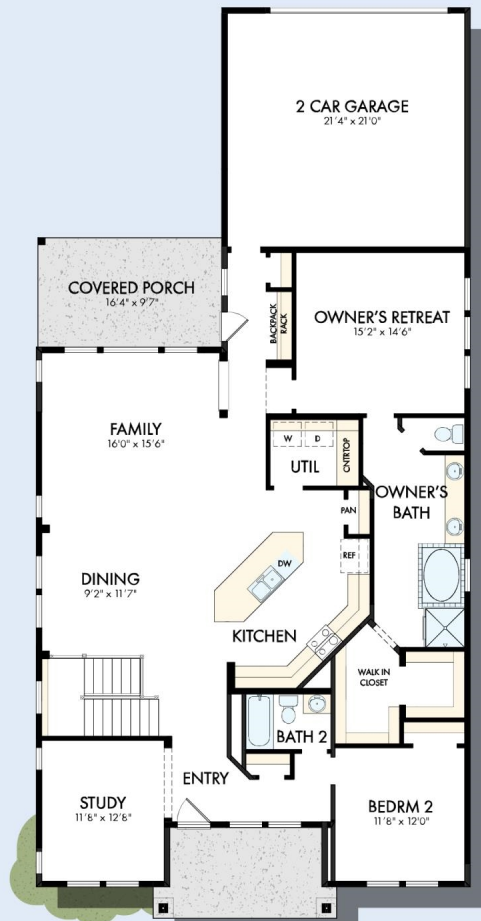 2 CAR GARAGE
21'4" x 21'0"
COVERED PORCH
16'4" x 9'7"
BACKPACK
RACK
OWNER'S RETREAT
15'2" x 14'6"
FAMILY
16'0" x 15'6"
W
D
CNTRTOP
UTIL
OWNER'S
BATH
PAN
REF
DW
DINING
9'2" x 11'7"
KITCHEN
WALK IN
CLOSET
BATH 2
ENTRY
STUDY
11'8" x 12'8"
BEDRM 2
11'8" x 12'0"